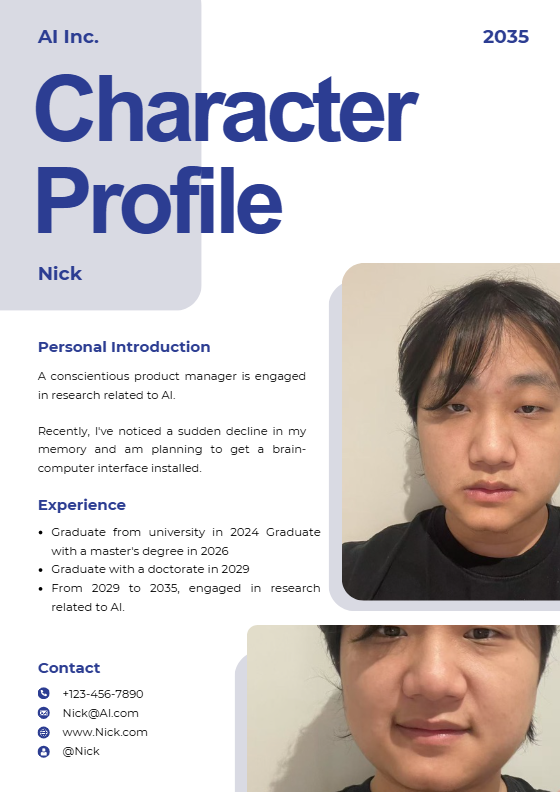 AI Inc.
2035
Character
Profile
Nick
Personal Introduction
A conscientious product manager is engaged
in research related to AI.
Recently, I've noticed a sudden decline in my
memory and am planning to get a brain-
computer interface installed.
Experience
• Graduate from university in 2024 Graduate
with a master's degree in 2026
• Graduate with a doctorate in 2029
• From 2029 to 2035, engaged in research
related to AI.
Contact
+123-456-7890
Nick@AI.com
www.Nick.com
@Nick